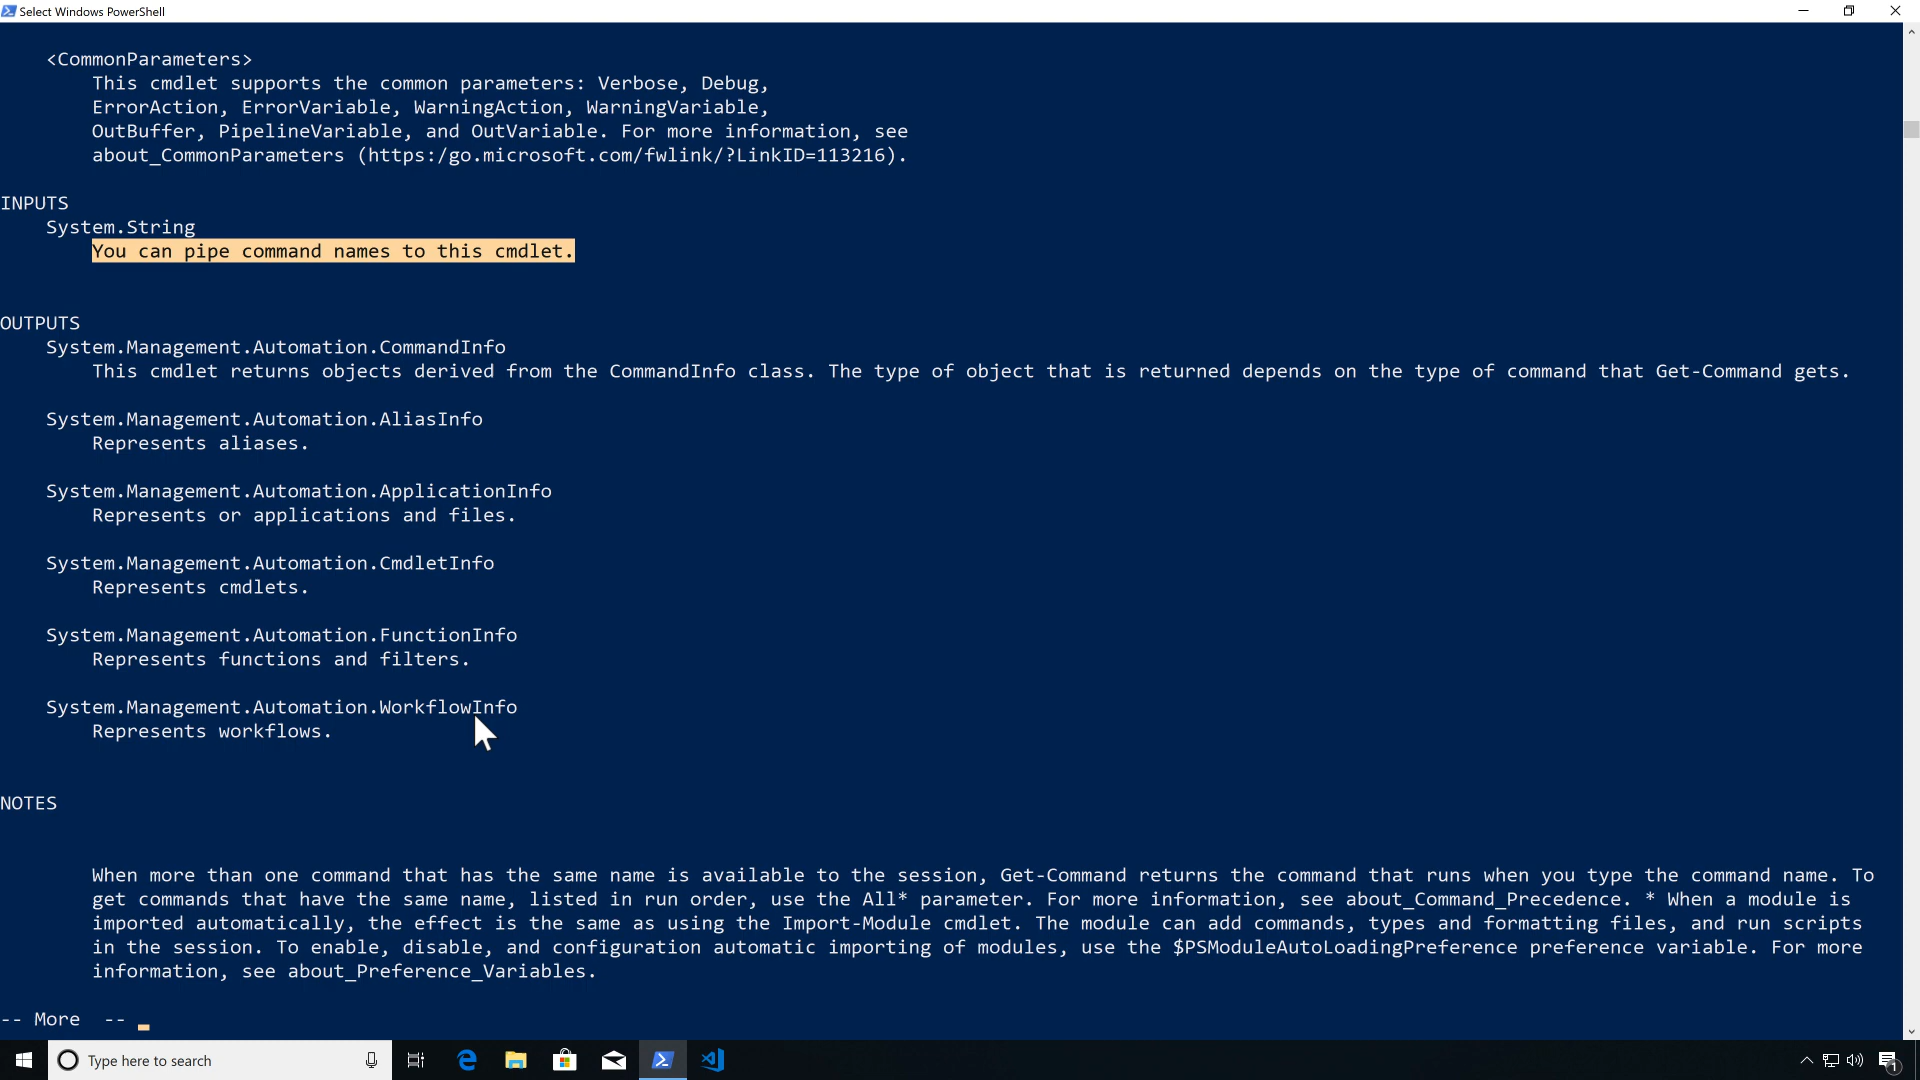 Select Windows PowerShell
<CommonParameters>
This cmdlet supports the common parameters: Verbose, Debug,
ErrorAction, ErrorVariable, WarningAction, WarningVariable,
OutBuffer, PipelineVariable, and OutVariable. For more information, see
about_CommonParameters (https:/go.microsoft.com/fwlink/?LinkID=113216).
INPUTS
System.String
You can pipe command names to this cmdlet.
OUTPUTS
System.Management.Automation.CommandInfo
This cmdlet returns objects derived from the CommandInfo class. The type of object that is returned depends on the type of command that Get-Command gets.
System.Management.Automation.AliasInfo
Represents aliases.
System.Management.Automation.ApplicationInfo
Represents or applications and files.
System.Management.Automation.CmdletInfo
Represents cmdlets.
System.Management.Automation.FunctionInfo
Represents functions and filters.
System.Management.Automation.WorkflowInfo
Represents workflows.
NOTES
When more than one command that has the same name is available to the session, Get-Command returns the command that runs when you type the command name. To
get commands that have the same name, listed in run order, use the All* parameter. For more information, see about_Command_Precedence. * When a module is
imported automatically, the effect is the same as using the Import-Module cmdlet. The module can add commands, types and formatting files, and run scripts
in the session. To enable, disable, and configuration automatic importing of modules, use the $PSModuleAutoLoadingPreference preference variable. For more
information, see about_Preference_Variables.
-- More  --
Type here to search
1